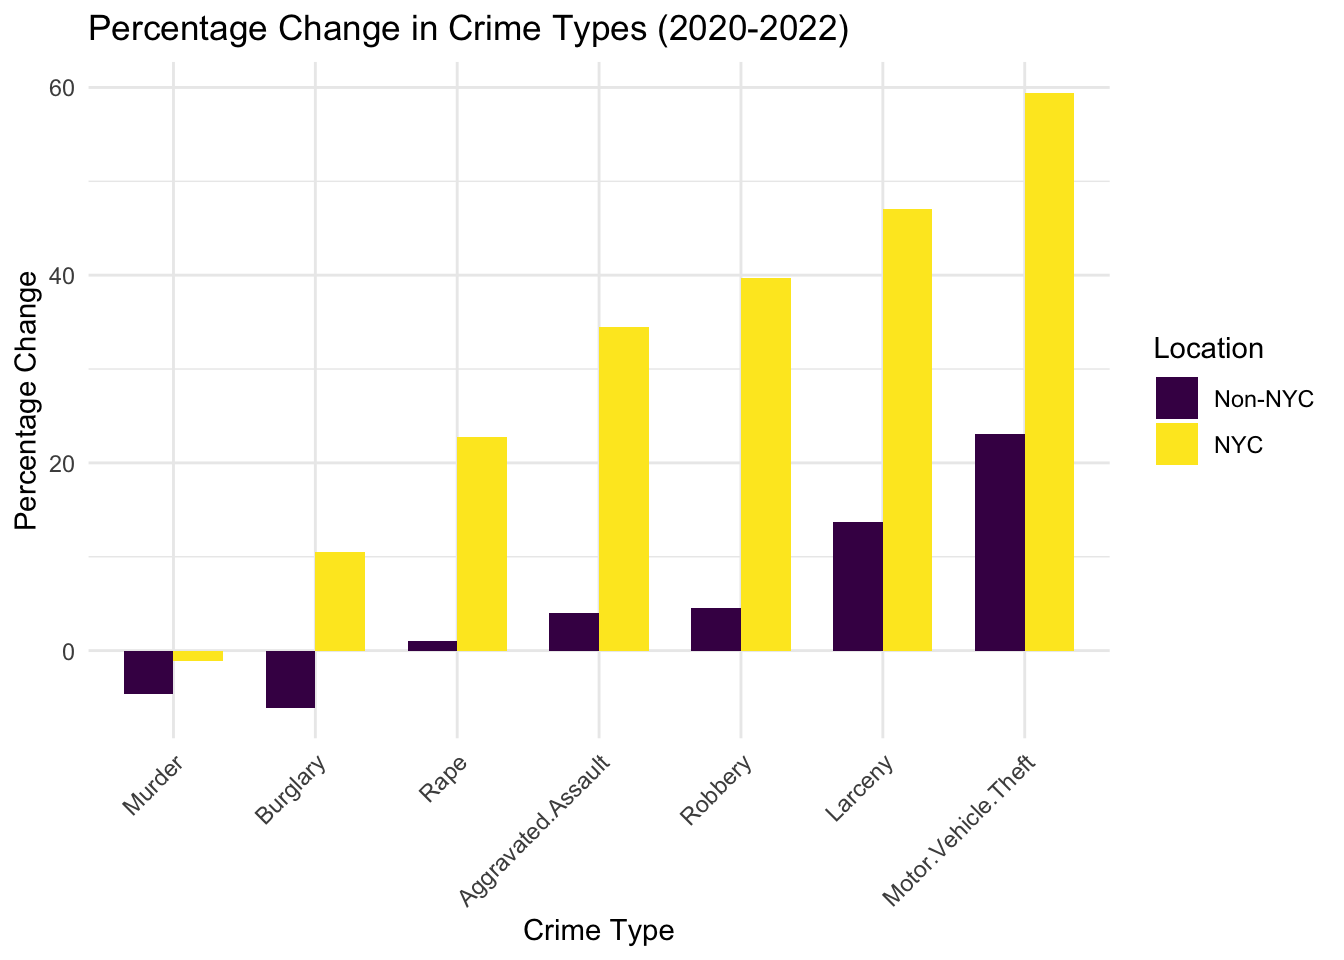 Percentage Change in Crime Types (2020-2022)
60
40
20
0
Percentage Change
Murder
Burglary
Rape
Aggravated.Assault
Robbery
Larceny
Motor.Vehicle.Theft
Crime Type
Location
Non-NYC
NYC